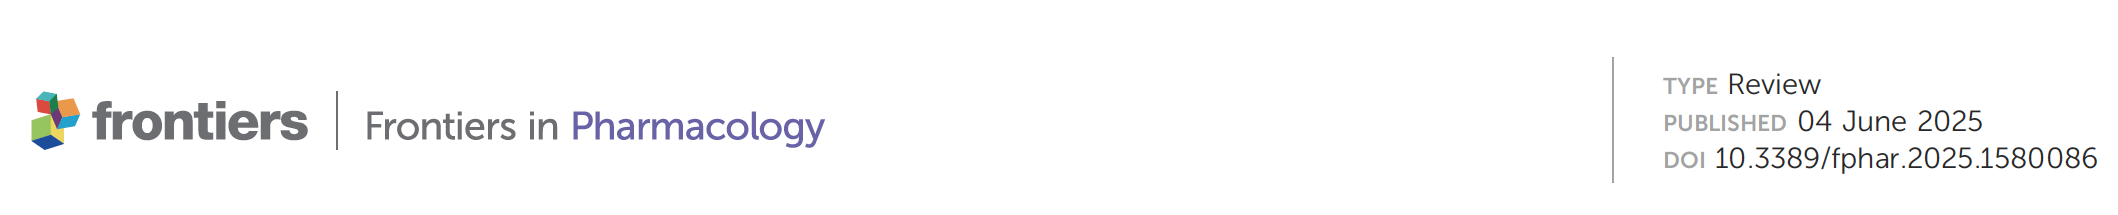 frontiers
Frontiers in Pharmacology
TYPE Review
PUBLISHED 04 June 2025
DOI 10.3389/fphar.2025.1580086